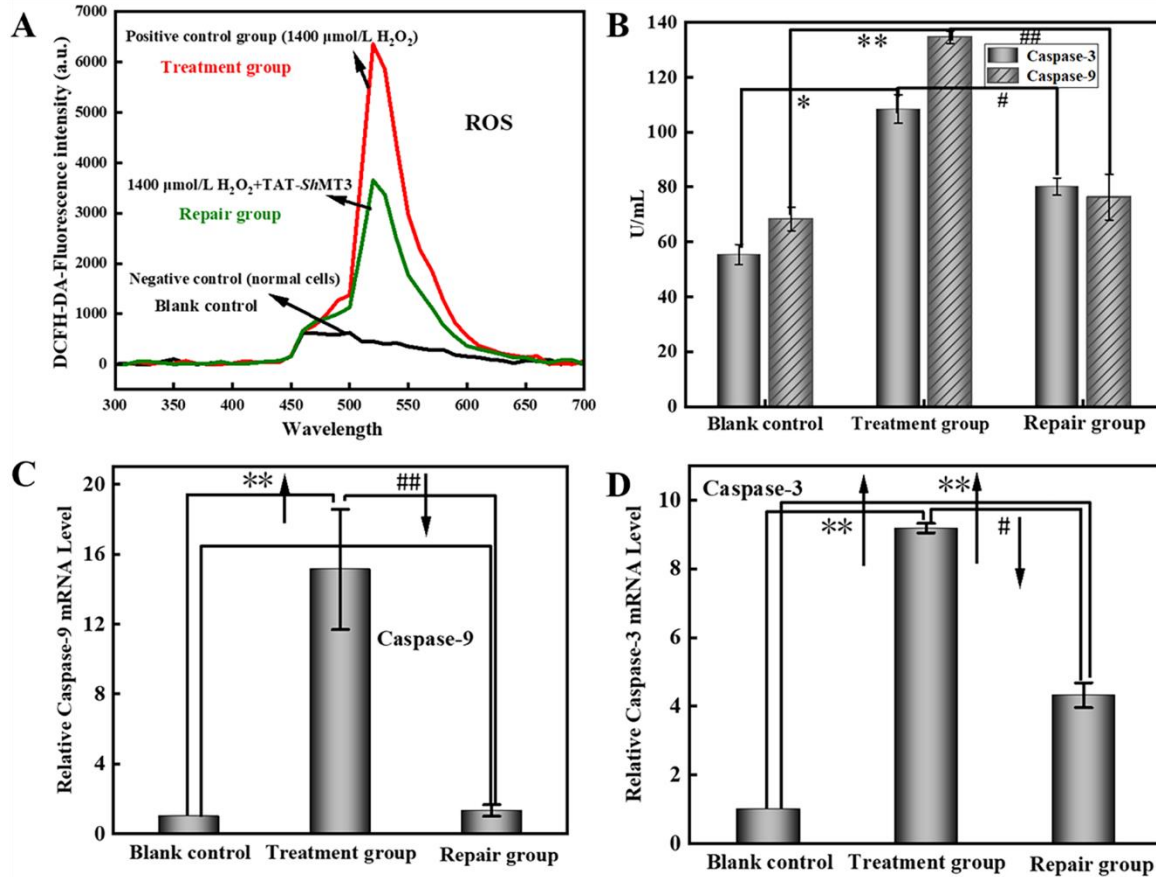 A
DCFH-DA-Fluorescence intensity (a.u.)
7000
6000
5000
4000
3000
2000
1000
0
Positive control group (1400 μmol/L H₂O₂)
Treatment group
ROS
1400 μmol/L H₂O₂+TAT-ShMT3
Repair group
Negative control (normal cells)
Blank control
300 350 400 450 500 550 600 650 700
Wavelength
B
U/mL
140
120
100
80
60
40
20
0
** ##
Caspase-3
Caspase-9
* #
Blank control Treatment group Repair group
C
Relative Caspase-9 mRNA Level
20
16
12
8
4
0
** ##
Caspase-9
Blank control Treatment group Repair group
D
Relative Caspase-3 mRNA Level
10
8
6
4
2
0
Caspase-3
**
** #
Blank control Treatment group Repair group